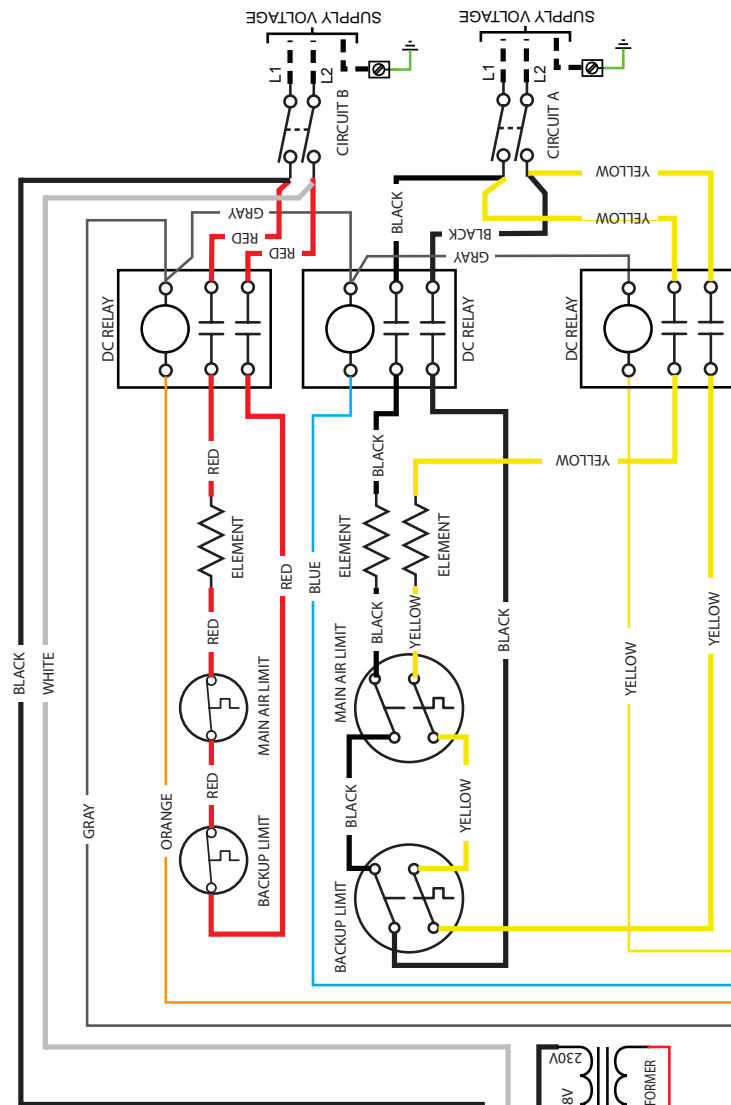 SUPPLY VOLTAGE
SUPPLY VOLTAGE
L1
L2
L1
L2
CIRCUIT B
CIRCUIT A
YELLOW
BLACK
GRAY
YELLOW
RED
BLACK
RED
GRAY
DC RELAY
DC RELAY
DC RELAY
RED
BLACK
YELLOW
ELEMENT
RED
BLUE
ELEMENT
ELEMENT
BLACK
YELLOW
RED
BLACK
YELLOW
BLACK
WHITE
MAIN AIR LIMIT
MAIN AIR LIMIT
YELLOW
GRAY
ORANGE
RED
BLACK
YELLOW
BACKUP LIMIT
BACKUP LIMIT
230V
8V
FORMER